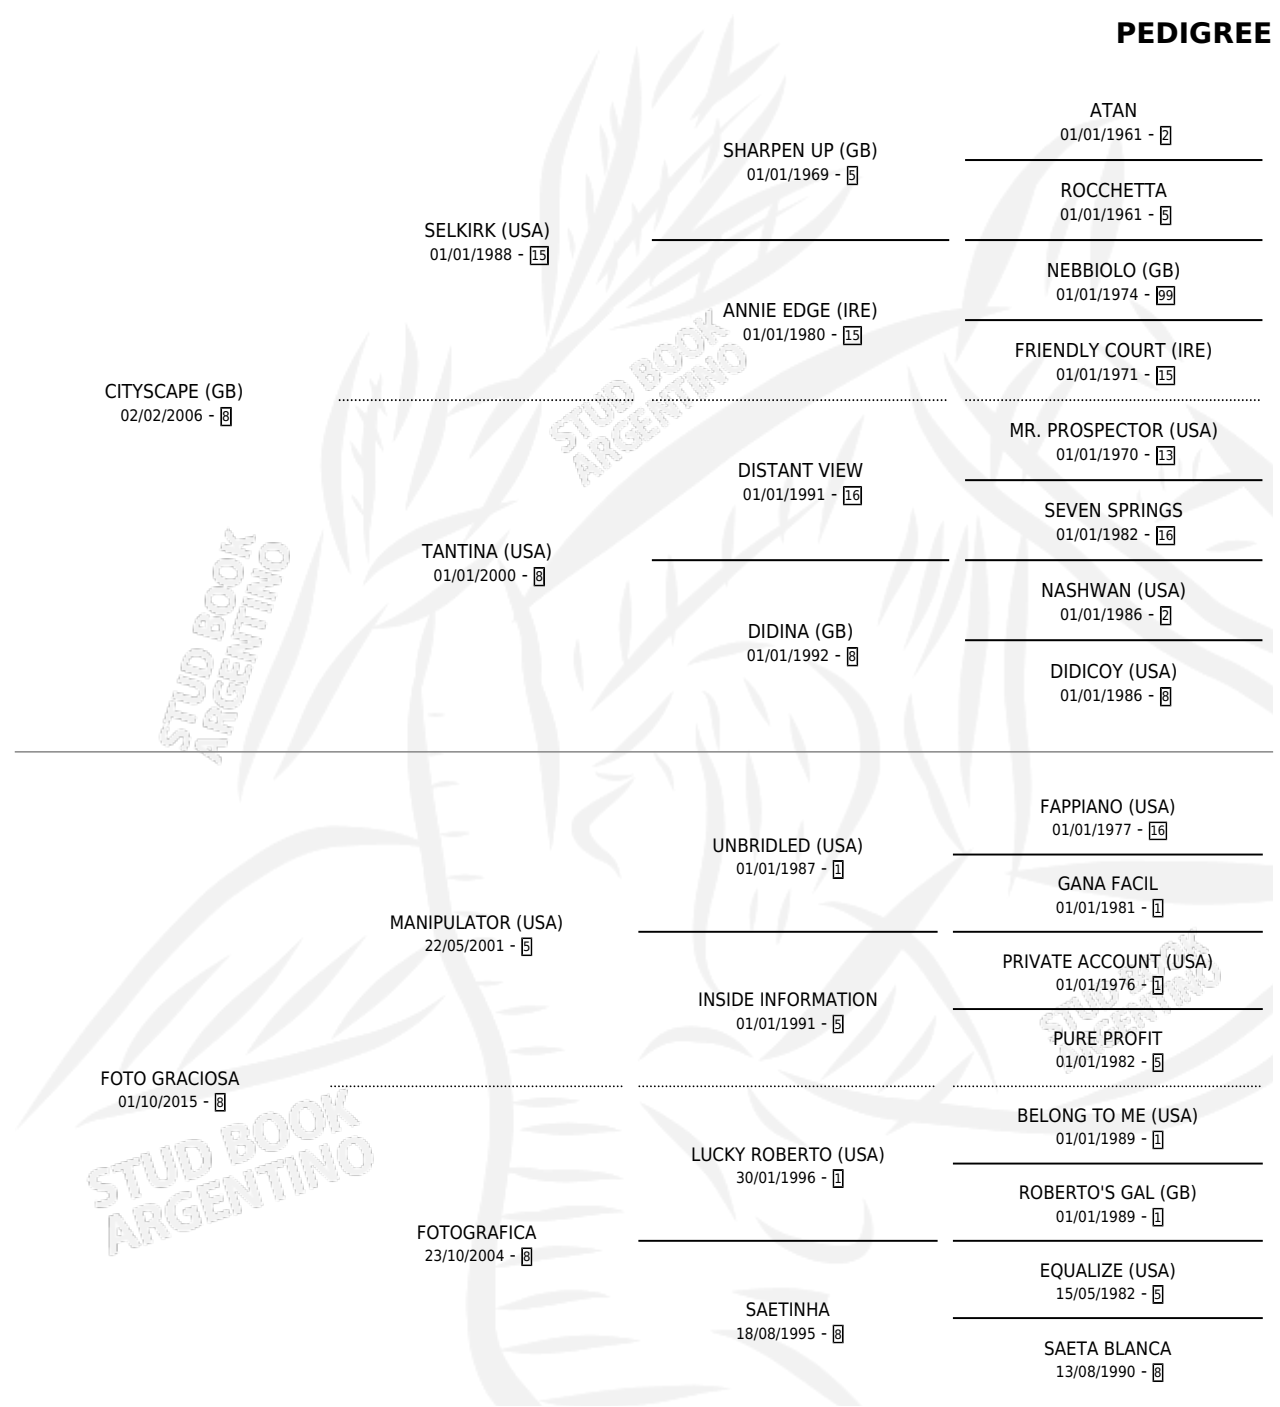 PEDIGREE
ATAN
01/01/1961 - 2
SHARPEN UP (GB)
01/01/1969 - 5
ROCCHETTA
01/01/1961 - 5
SELKIRK (USA)
01/01/1988 - 15
NEBBIOLO (GB)
01/01/1974 - 99
ANNIE EDGE (IRE)
01/01/1980 - 15
FRIENDLY COURT (IRE)
01/01/1971 - 15
CITYSCAPE (GB)
02/02/2006 - 8
MR. PROSPECTOR (USA)
01/01/1970 - 13
DISTANT VIEW
01/01/1991 - 16
SEVEN SPRINGS
01/01/1982 - 16
TANTINA (USA)
01/01/2000 - 8
NASHWAN (USA)
01/01/1986 - 2
DIDINA (GB)
01/01/1992 - 8
DIDICOY (USA)
01/01/1986 - 8
FAPPIANO (USA)
01/01/1977 - 16
UNBRIDLED (USA)
01/01/1987 - 1
GANA FACIL
01/01/1981 - 1
MANIPULATOR (USA)
22/05/2001 - 5
PRIVATE ACCOUNT (USA)
01/01/1976 - 1
INSIDE INFORMATION
01/01/1991 - 5
PURE PROFIT
01/01/1982 - 5
FOTO GRACIOSA
01/10/2015 - 8
BELONG TO ME (USA)
01/01/1989 - 1
LUCKY ROBERTO (USA)
30/01/1996 - 1
ROBERTO'S GAL (GB)
01/01/1989 - 1
FOTOGRAFICA
23/10/2004 - 8
EQUALIZE (USA)
15/05/1982 - 5
SAETINHA
18/08/1995 - 8
SAETA BLANCA
13/08/1990 - 8
STUD BOOK
ARGENTINO
STUD BOOK
ARGENTINO
STUD BOOK
ARGENTINO
STUD BOOK
ARGENTINO